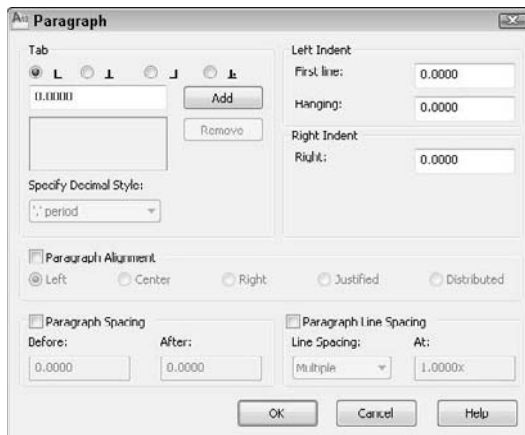 Paragraph
Tab
0.0000
Add
Remove
Specify Decimal Style:
'.' period
Left Indent
First line:
0.0000
Hanging:
0.0000
Right Indent
Right:
0.0000
Paragraph Alignment
Left
Center
Right
Justified
Distributed
Paragraph Spacing
Before:
After:
0.0000
0.0000
Paragraph Line Spacing
Line Spacing:
At:
Multiple
1.0000x
OK
Cancel
Help